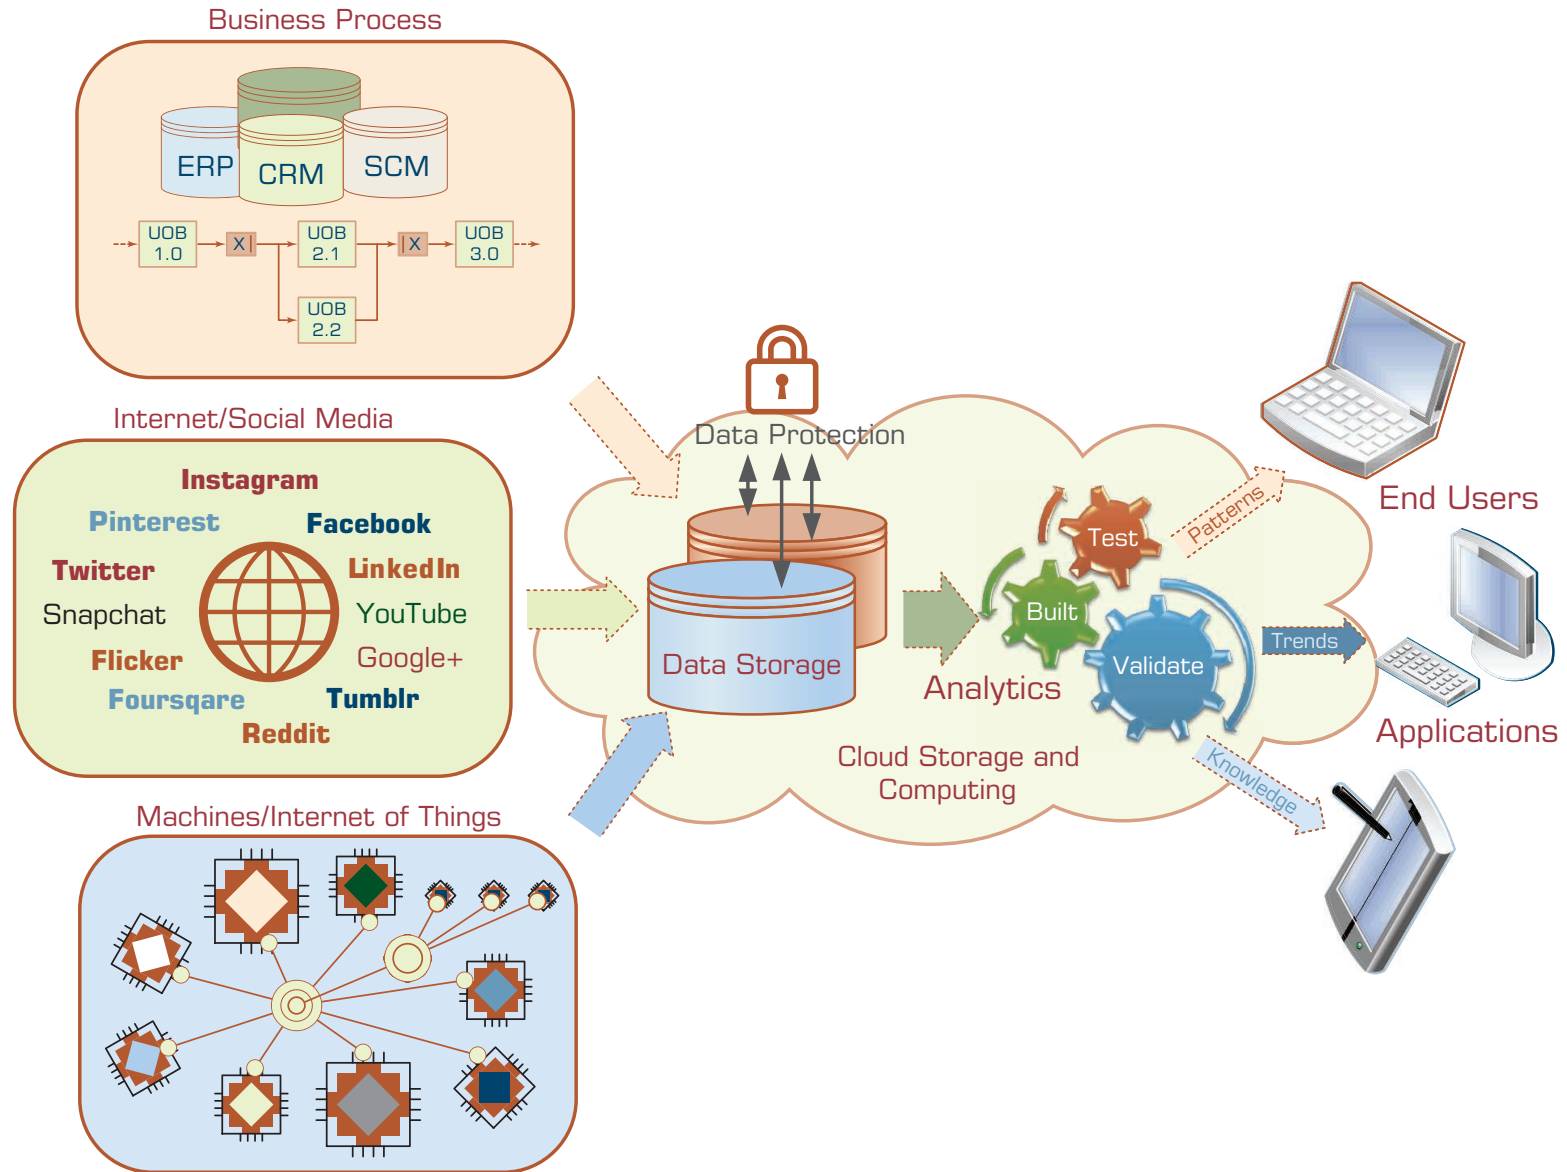 Business Process
ERP
CRM
SCM
UOB
1.0
X|
UOB
2.1
|X
UOB
3.0
UOB
2.2
Internet/Social Media
Instagram
Pinterest
Facebook
Twitter
LinkedIn
Snapchat
YouTube
Flicker
Google+
Foursqare
Tumblr
Reddit
Machines/Internet of Things
Data Protection
Data Storage
Analytics
Test
Built
Validate
Cloud Storage and
Computing
Patterns
Trends
Knowledge
End Users
Applications